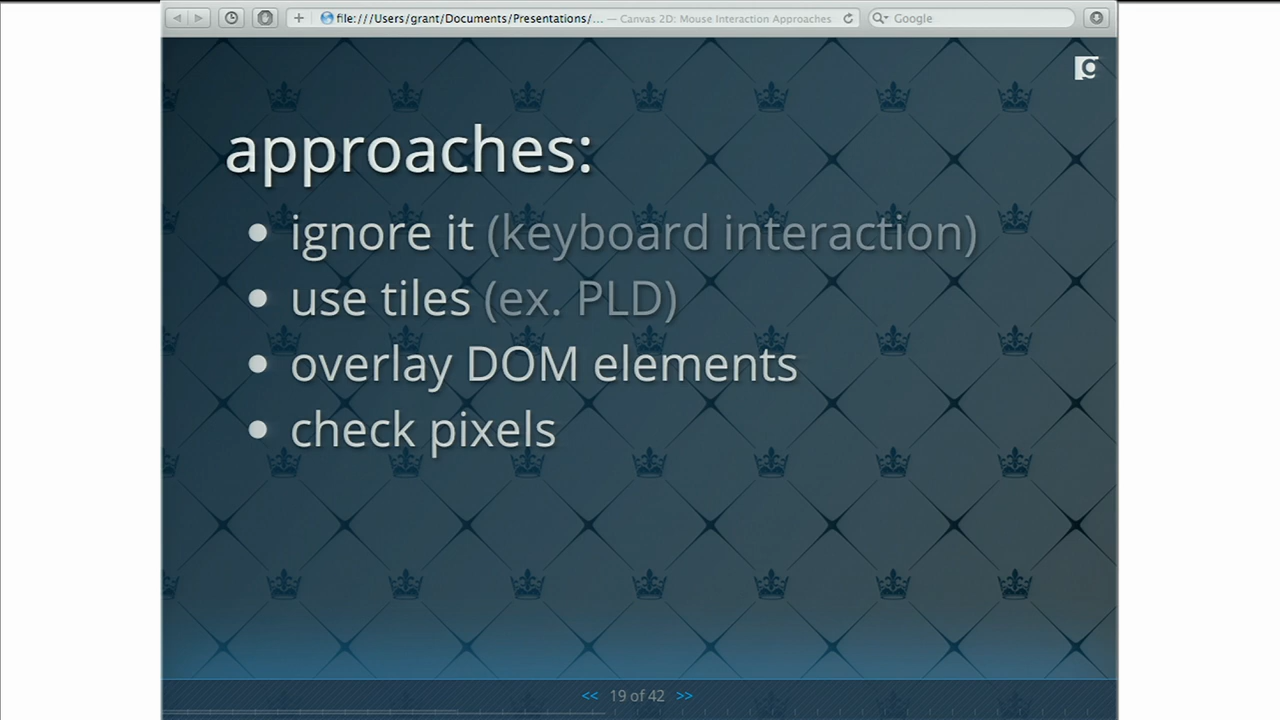 file:///Users/grant/Documents/Presentations/... — Canvas 2D: Mouse Interaction Approaches
Google
g
approaches:
• ignore it (keyboard interaction)
• use tiles (ex. PLD)
• overlay DOM elements
• check pixels
<< 19 of 42 >>